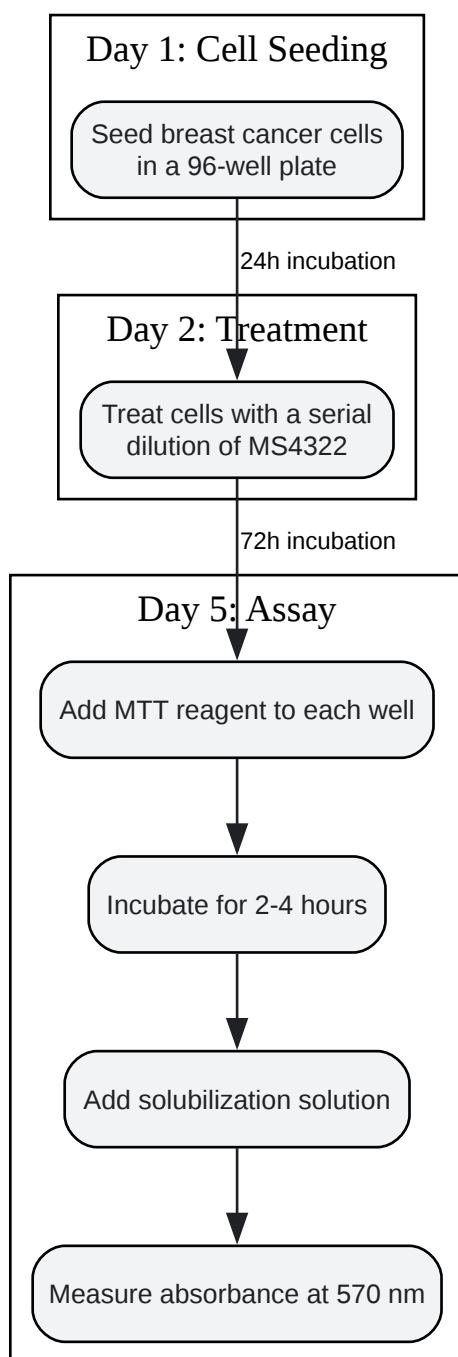 Day 1: Cell Seeding
Seed breast cancer cells
in a 96-well plate
24h incubation
Day 2: Treatment
Treat cells with a serial
dilution of MS4322
72h incubation
Day 5: Assay
Add MTT reagent to each well
Incubate for 2-4 hours
Add solubilization solution
Measure absorbance at 570 nm